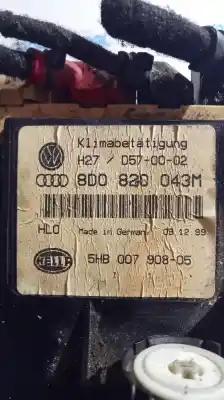 Klimabetätigung
H27 / D57-00-02
8D0 820 043M
HLO Made in Germany 09.12.99
HELLA 5HB 007 908-05